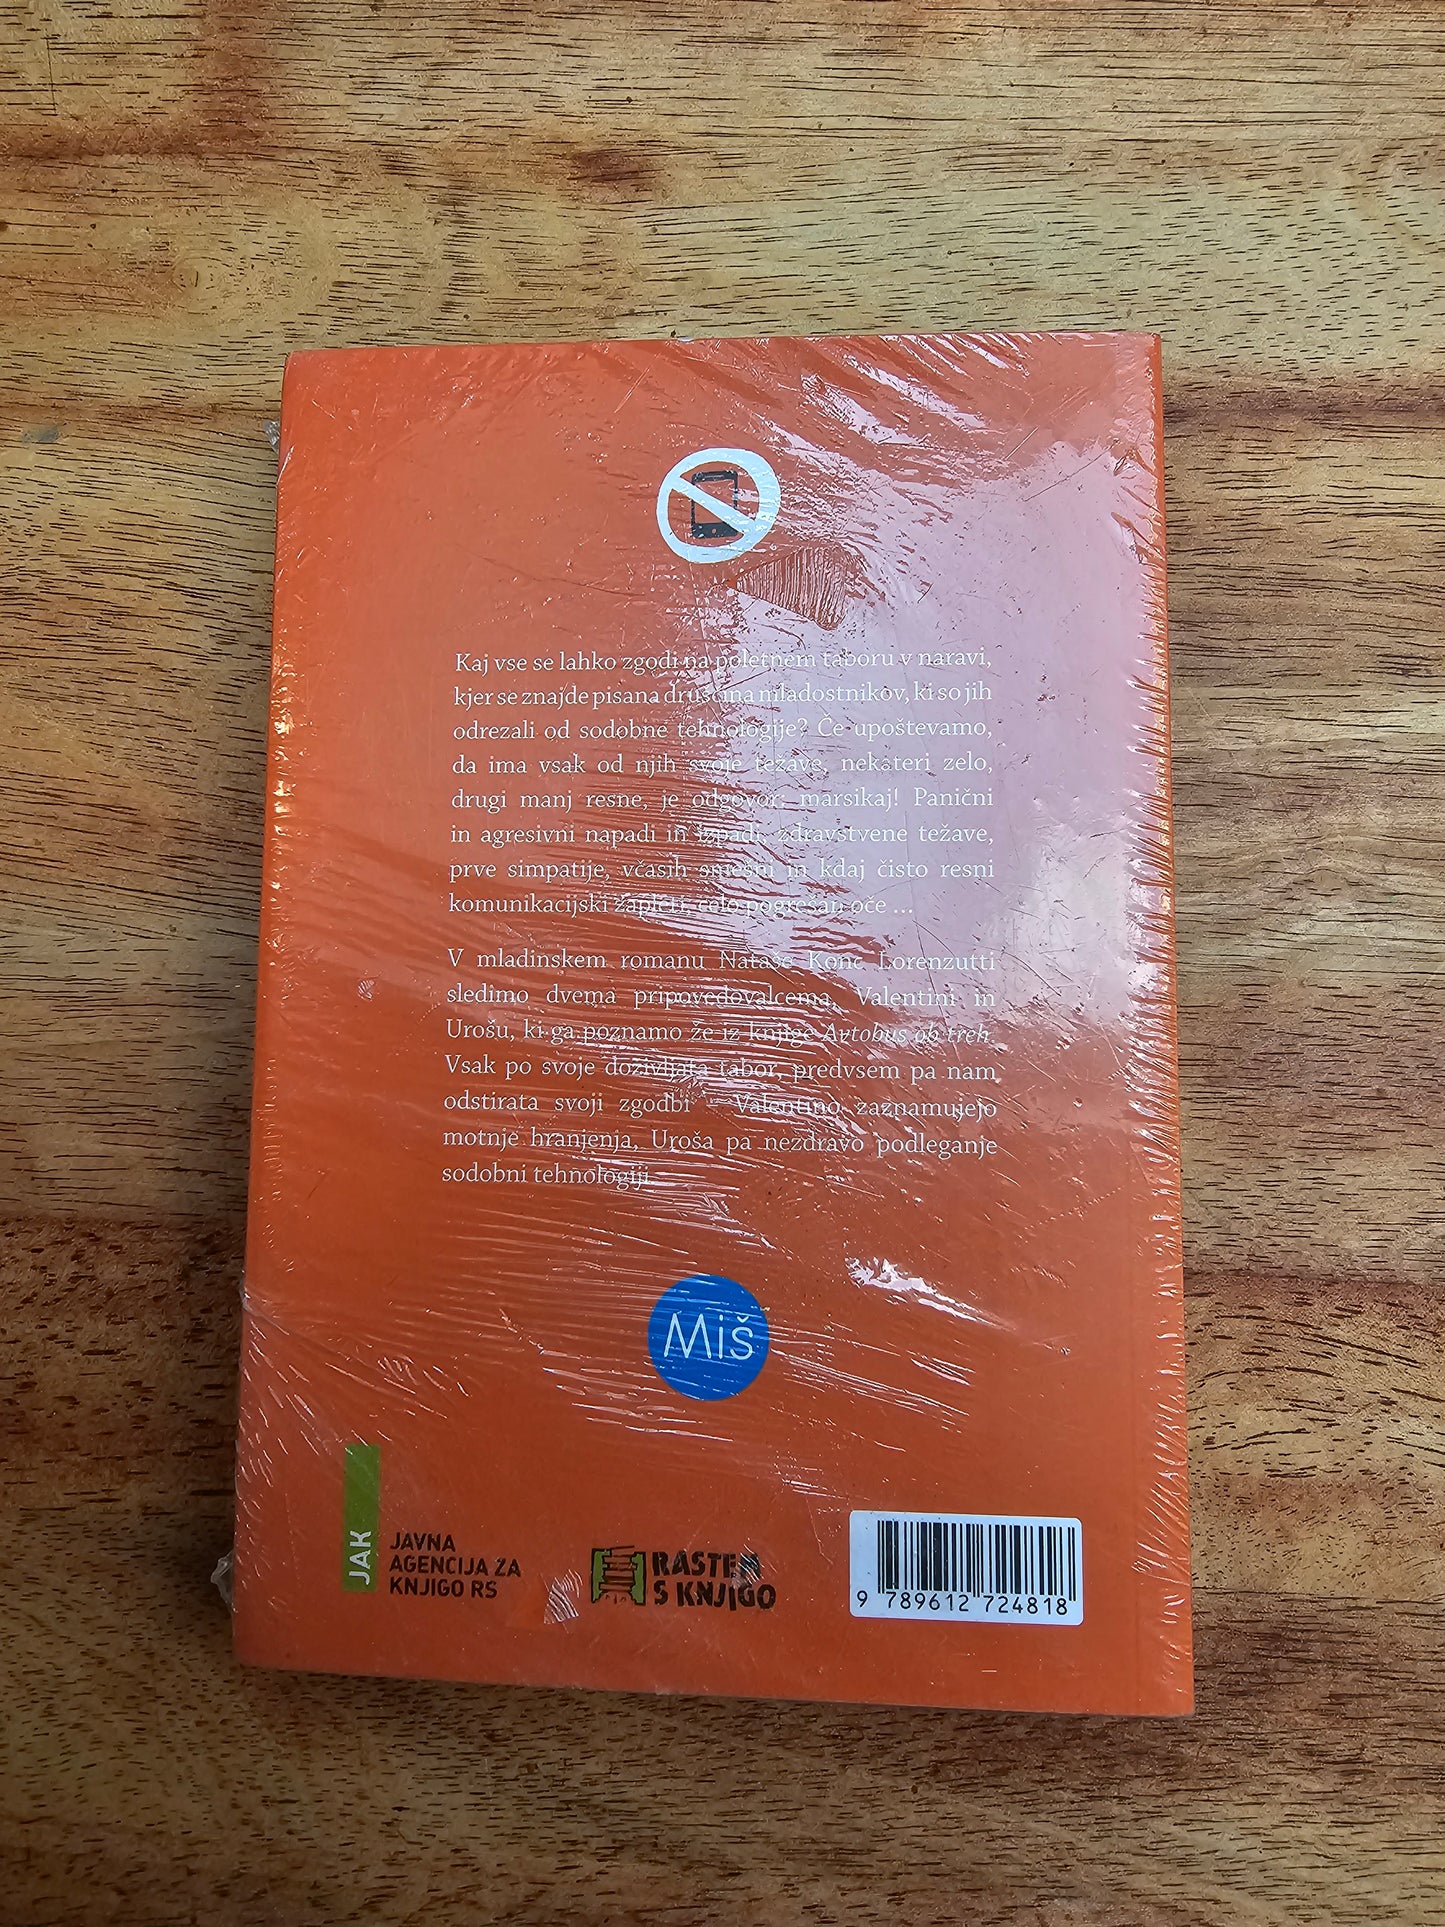 Kaj vse se lahko zgodi na poletnem taboru v naravi,
kjer se znajde pisana druščina mladostnikov, ki so jih
odrezali od sodobne tehnologije? Če upoštevamo,
da ima vsak od njih svoje težave, nekateri zelo,
drugi manj resne, je odgovor: marsikaj! Panični
in agresivni napadi in izpadi, zdravstvene težave,
prve simpatije, včasih smešni in kdaj čisto resni
komunikacijski zapleti, celo pogrešan oče ...
V mladinskem romanu Nataše Konc Lorenzutti
sledimo dvema pripovedovalcema, Valentini in
Urošu, ki ga poznamo že iz knjige Avtobus ob treh.
Vsak po svoje doživljata tabor, predvsem pa nam
odstirata svoji zgodbi – Valentino zaznamujejo
motnje hranjenja, Uroša pa nezdravo podleganje
sodobni tehnologiji.
Miš
JAK
JAVNA
AGENCIJA ZA
KNJIGO RS
RASTEM
S KNJIGO
9 789612 724818